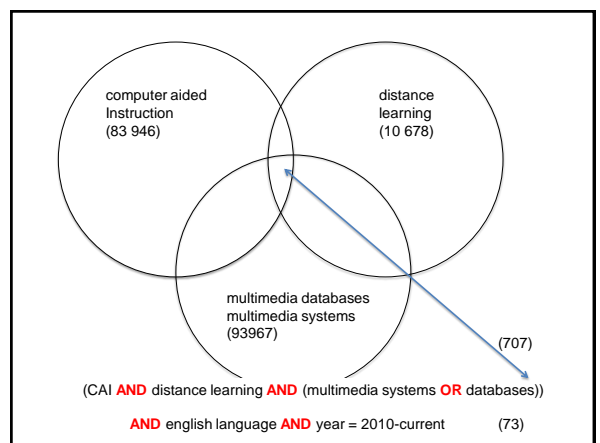 computer aided
Instruction
(83 946)
distance
learning
(10 678)
multimedia databases
multimedia systems
(93967)
(707)
(CAI AND distance learning AND (multimedia systems OR databases))
AND english language AND year = 2010-current (73)